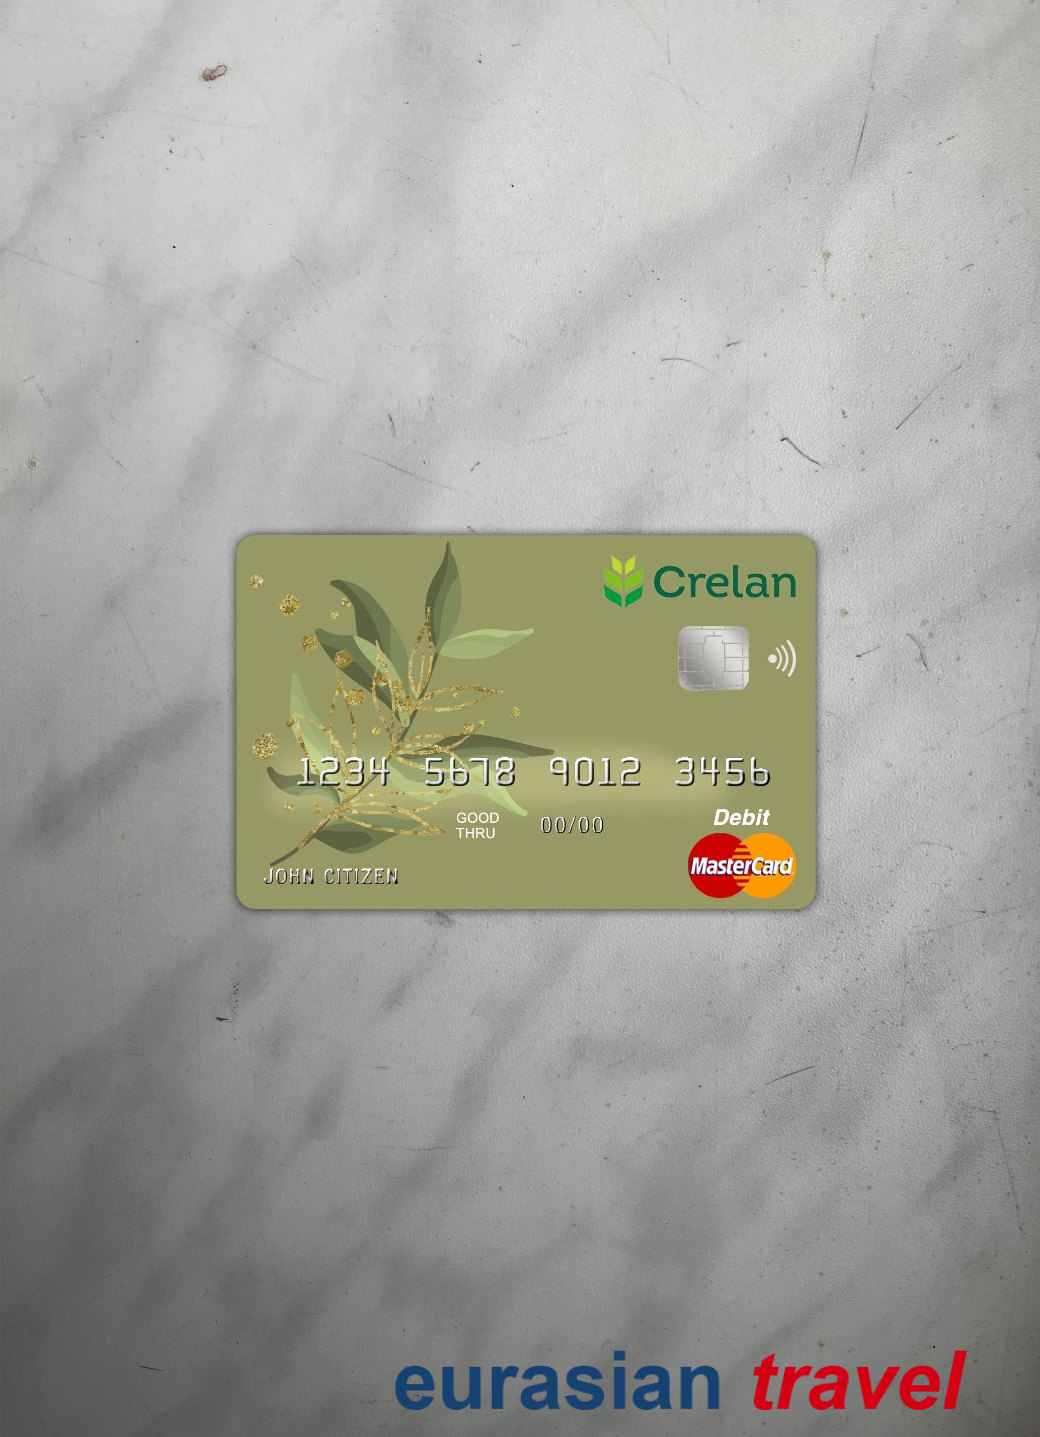 Crelan
1234 5678 9012 3456
Debit
GOOD
THRU
00/00
MasterCard
JOHN CITIZEN
eurasian travel